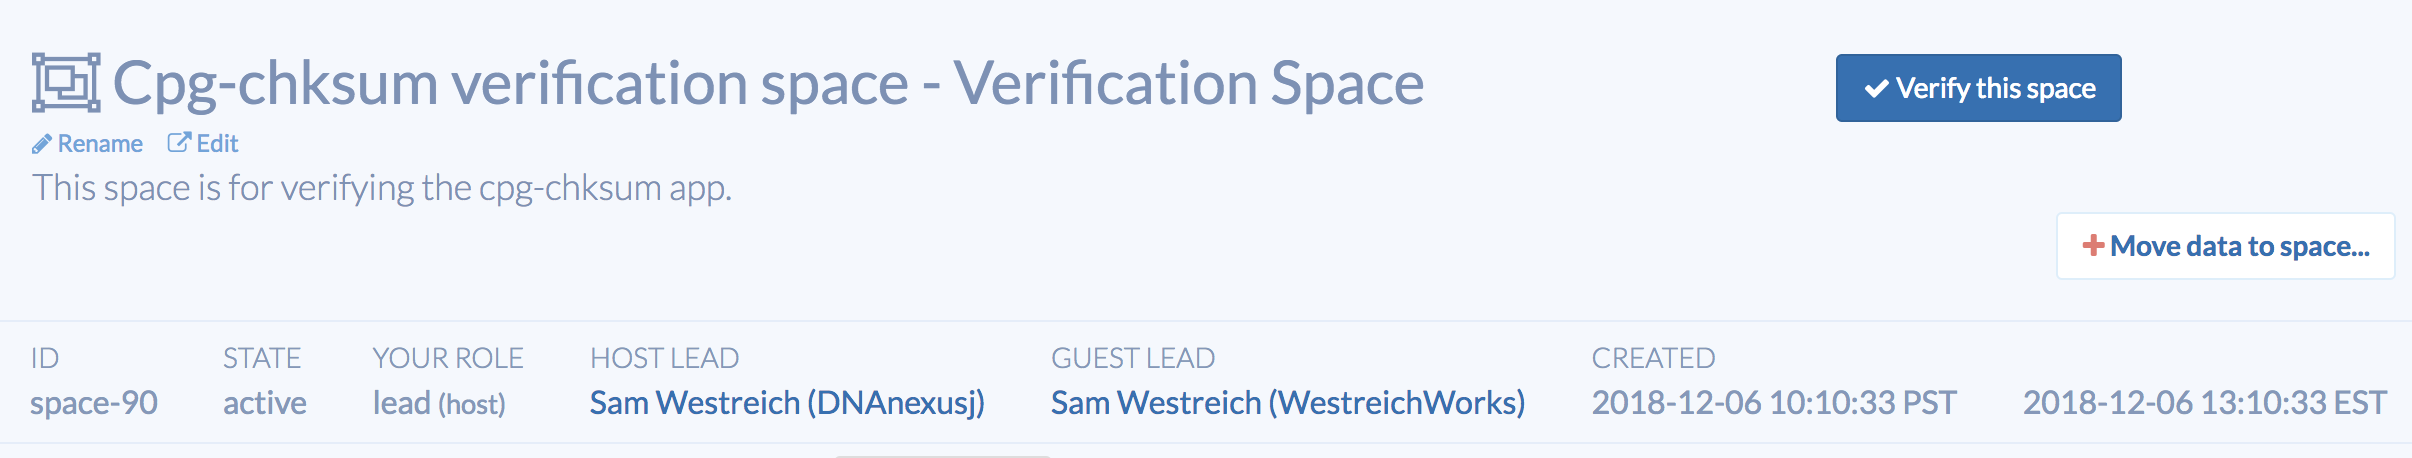 Cpg-chksum verification space - Verification Space
Verify this space
Rename Edit
This space is for verifying the cpg-chksum app.
Move data to space...
ID STATE YOUR ROLE HOST LEAD GUEST LEAD CREATED
space-90 active lead (host) Sam Westreich (DNAnexusj) Sam Westreich (WestreichWorks) 2018-12-06 10:10:33 PST 2018-12-06 13:10:33 EST